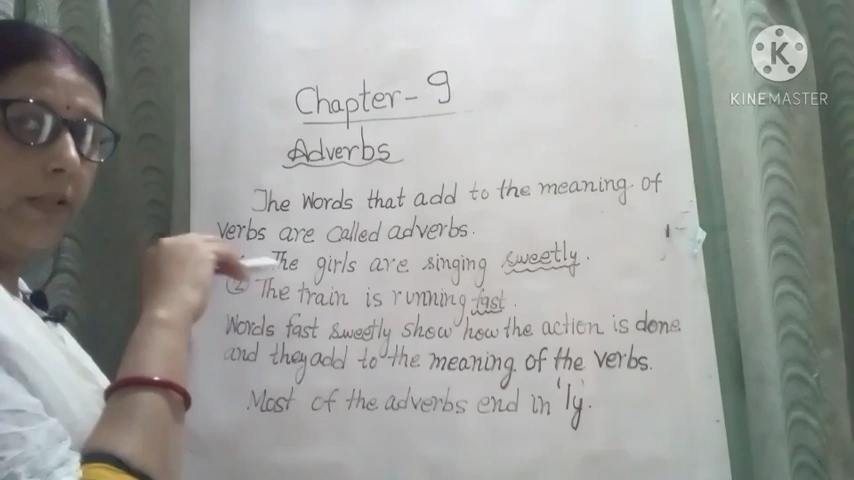 Chapter - 9
Adverbs
The words that add to the meaning of
verbs are called adverbs.
The girls are singing sweetly.
② The train is running fast.
Words fast sweetly show how the action is done
and they add to the meaning of the verbs.
Most of the adverbs end in 'ly'.
K
KINEMASTER